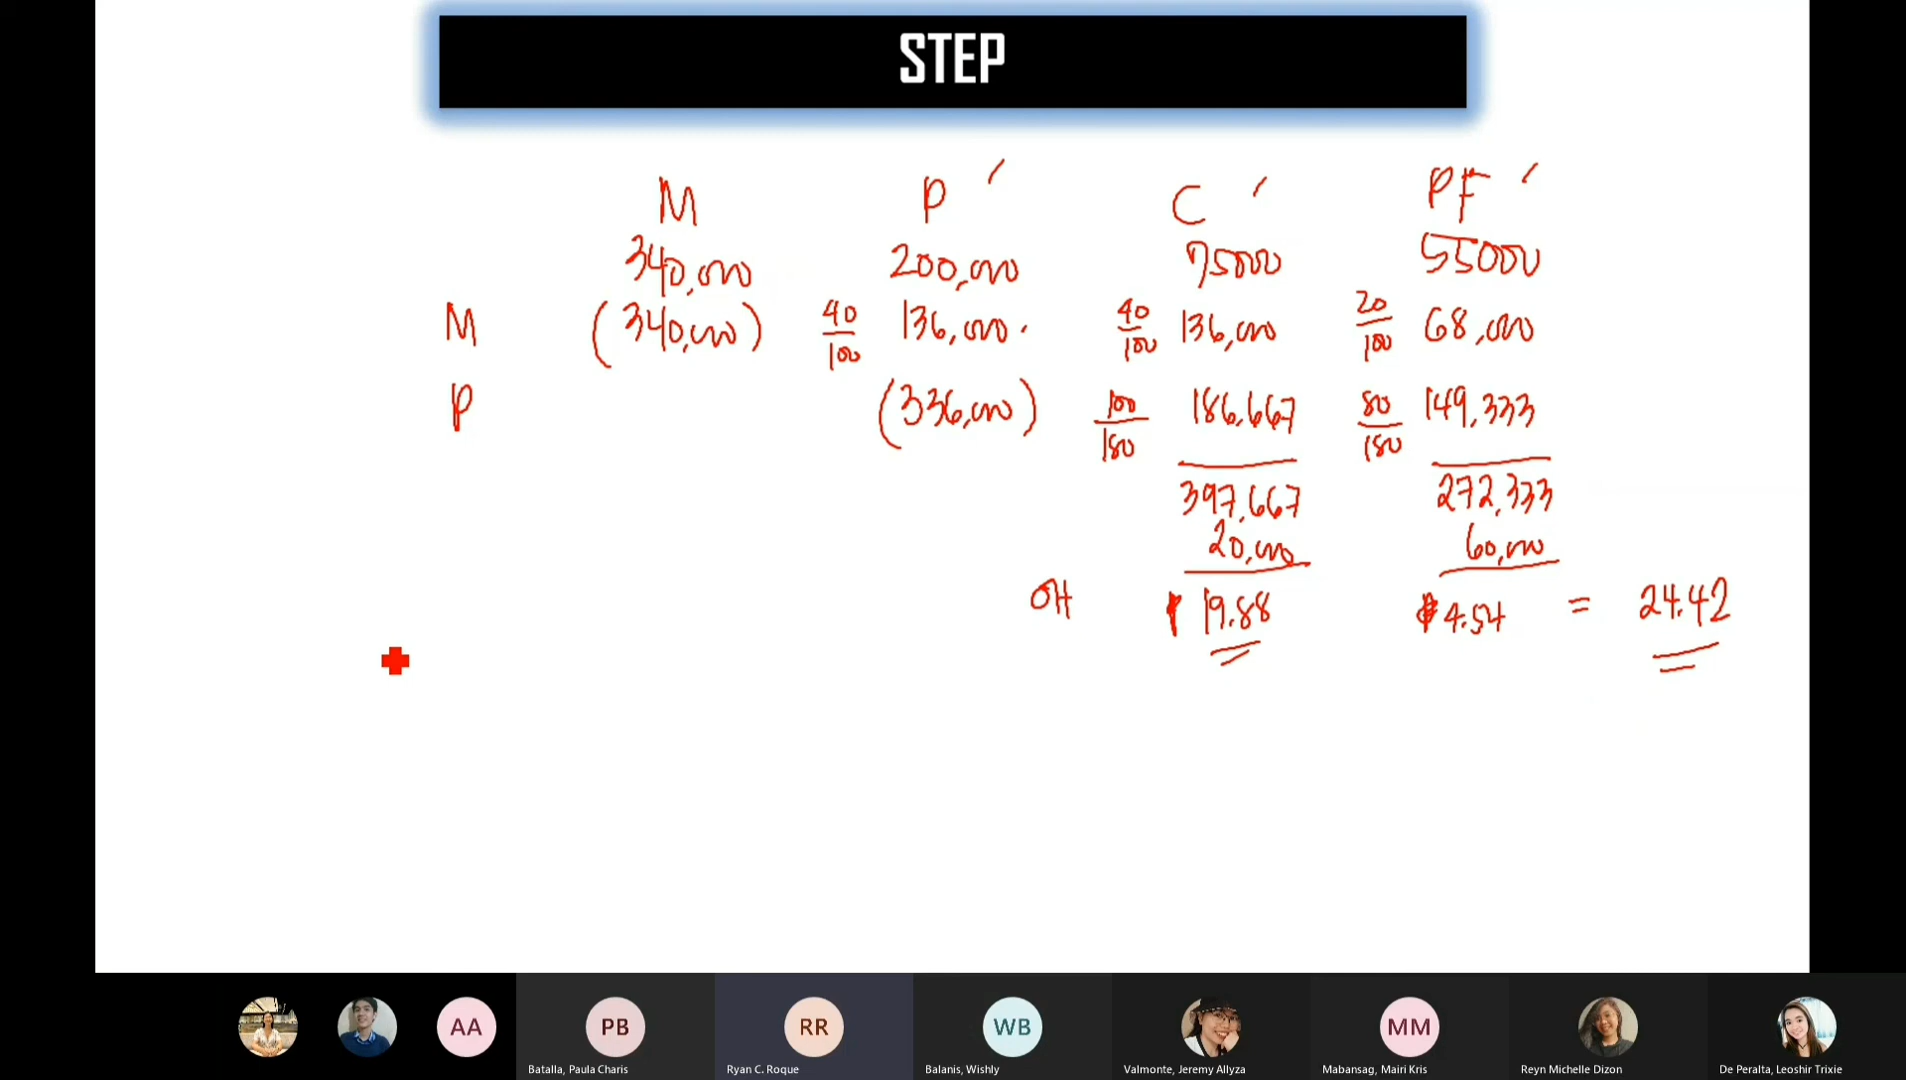 STEP
M P ′ C ′ PF ′
340,000 200,000 75000 55000
M (340,000) 40/100 136,000. 40/100 136,000 20/100 68,000
P (336,000) 100/180 186,667 80/180 149,333
397,667 272,333
20,000 60,000
OH 19.88 4.54 = 24.42
AA PB RR WB MM
Batalla, Paula Charis Ryan C. Roque Balanis, Wishly Valmonte, Jeremy Allyza Mabansag, Mairi Kris Reyn Michelle Dizon De Peralta, Leoshir Trixie